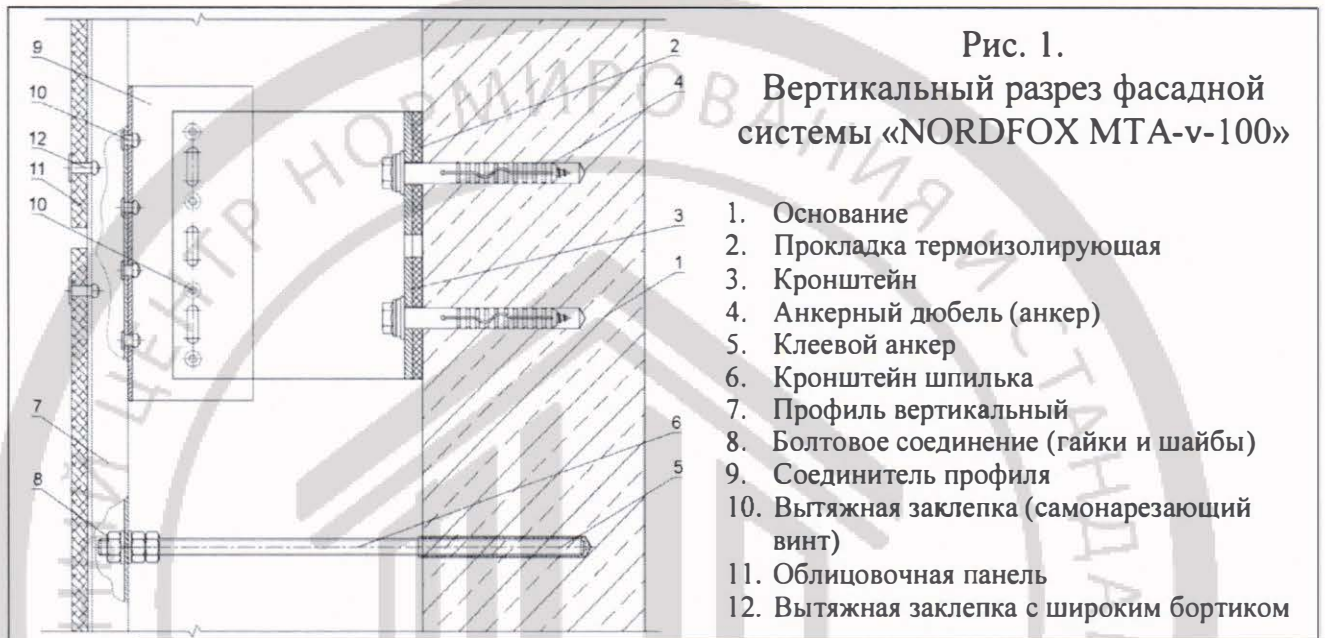 Рис. 1.
Вертикальный разрез фасадной
системы «NORDFOX MTA-v-100»
1. Основание
2. Прокладка термоизолирующая
3. Кронштейн
4. Анкерный дюбель (анкер)
5. Клеевой анкер
6. Кронштейн шпилька
7. Профиль вертикальный
8. Болтовое соединение (гайки и шайбы)
9. Соединитель профиля
10. Вытяжная заклепка (самонарезающий
винт)
11. Облицовочная панель
12. Вытяжная заклепка с широким бортиком
9
10
12
11
10
7
8
2
4
3
1
6
5
ЦЕНТР НОРМИРОВАНИЯ И